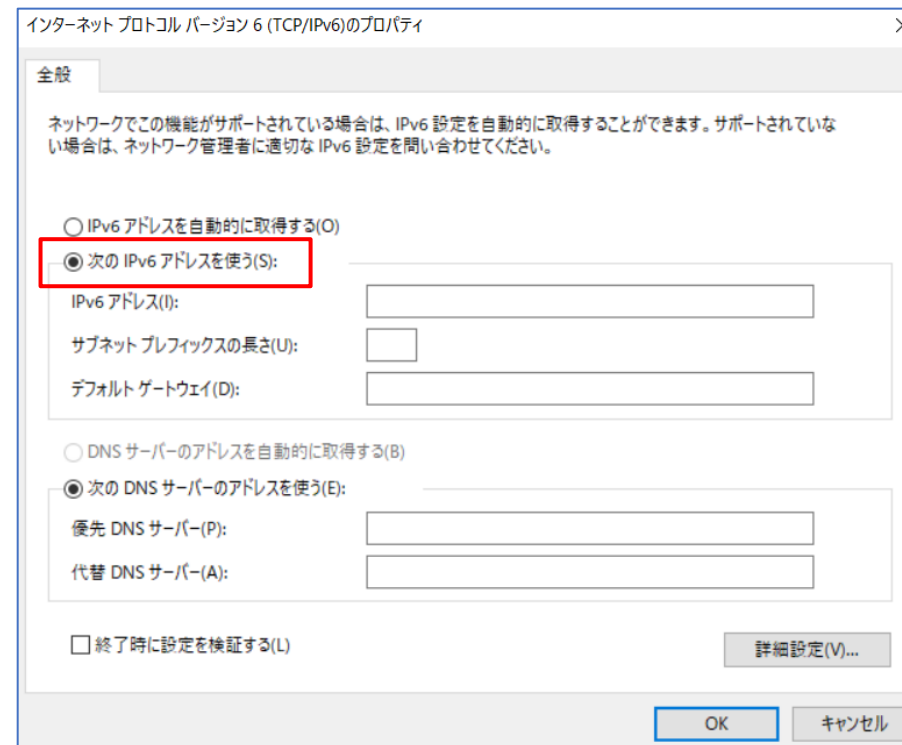 インターネット プロトコル バージョン 6 (TCP/IPv6)のプロパティ
全般
ネットワークでこの機能がサポートされている場合は、IPv6 設定を自動的に取得することができます。サポートされていな
い場合は、ネットワーク管理者に適切な IPv6 設定を問い合わせてください。
IPv6 アドレスを自動的に取得する(O)
次の IPv6 アドレスを使う(S):
IPv6 アドレス(I):
サブネット プレフィックスの長さ(U):
デフォルト ゲートウェイ(D):
DNS サーバーのアドレスを自動的に取得する(B)
次の DNS サーバーのアドレスを使う(E):
優先 DNS サーバー(P):
代替 DNS サーバー(A):
終了時に設定を検証する(L)
詳細設定(V)...
OK
キャンセル